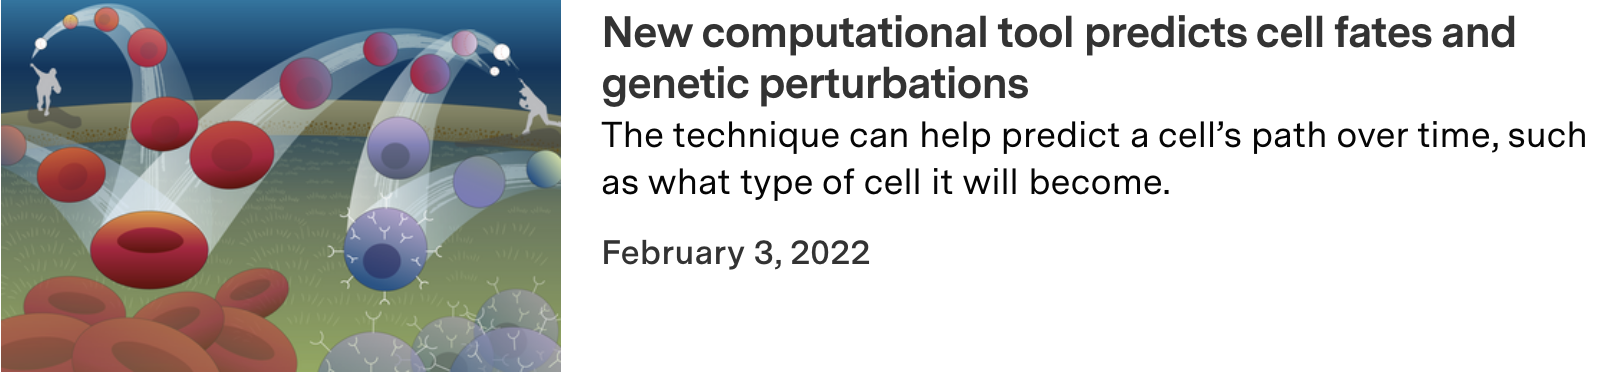 New computational tool predicts cell fates and
genetic perturbations
The technique can help predict a cell’s path over time, such
as what type of cell it will become.
February 3, 2022